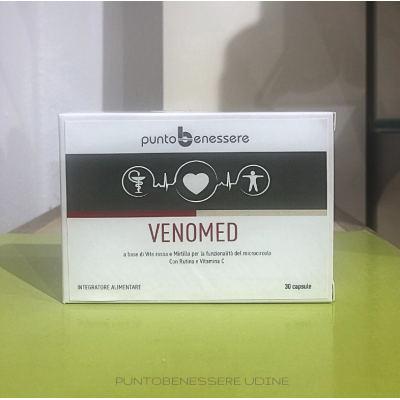 puntobenessere
VENOMED
a base di Vite rossa e Mirtillo per la funzionalità del microcircolo
Con Rutina e Vitamina C
INTEGRATORE ALIMENTARE
30 capsule
PUNTOBENESSERE UDINE